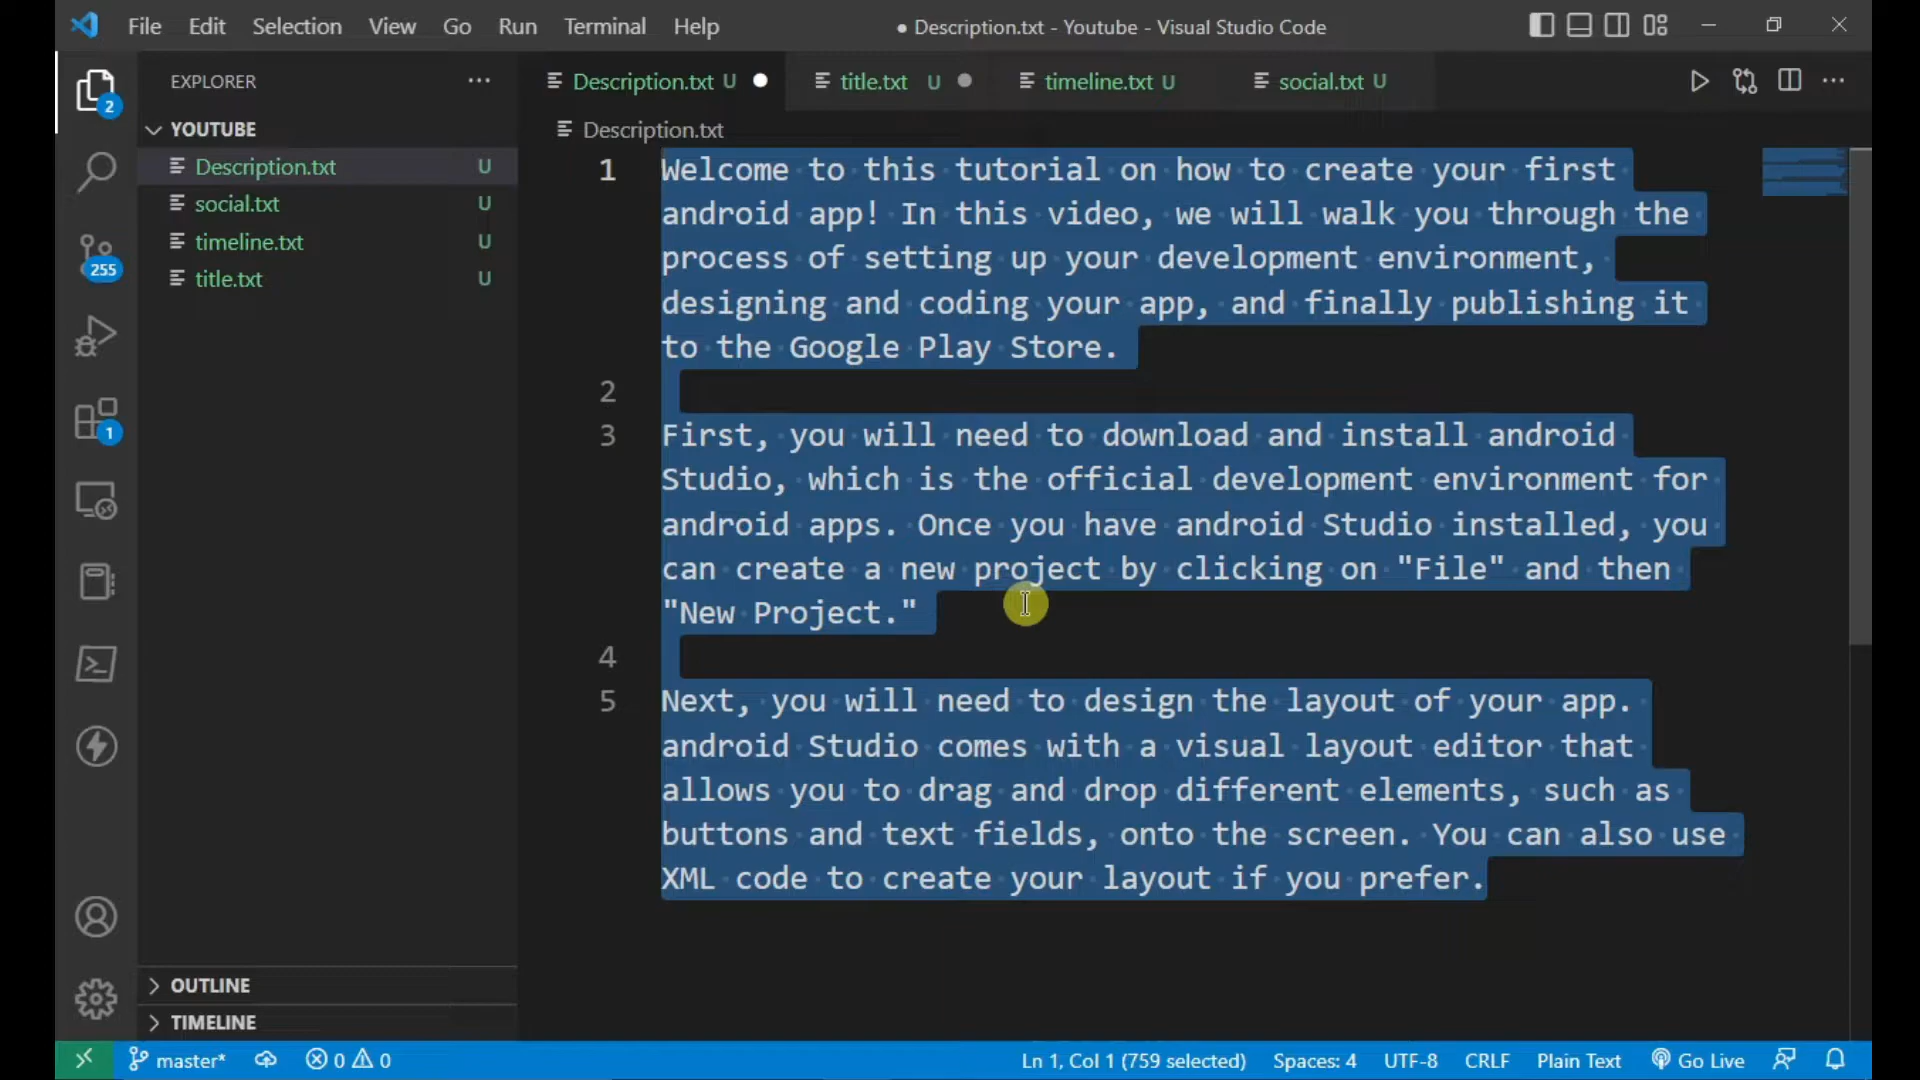 File Edit Selection View Go Run Terminal Help
● Description.txt - Youtube - Visual Studio Code
EXPLORER
Description.txt U
title.txt U
timeline.txt U
social.txt U
2
YOUTUBE
Description.txt
Description.txt U
social.txt U
timeline.txt U
title.txt U
255
1
1 Welcome to this tutorial on how to create your first
android app! In this video, we will walk you through the
process of setting up your development environment,
designing and coding your app, and finally publishing it
to the Google Play Store.
2
3 First, you will need to download and install android
Studio, which is the official development environment for
android apps. Once you have android Studio installed, you
can create a new project by clicking on "File" and then
"New Project."
4
5 Next, you will need to design the layout of your app.
android Studio comes with a visual layout editor that
allows you to drag and drop different elements, such as
buttons and text fields, onto the screen. You can also use
XML code to create your layout if you prefer.
OUTLINE
TIMELINE
master* 0 0 Ln 1, Col 1 (759 selected) Spaces: 4 UTF-8 CRLF Plain Text Go Live